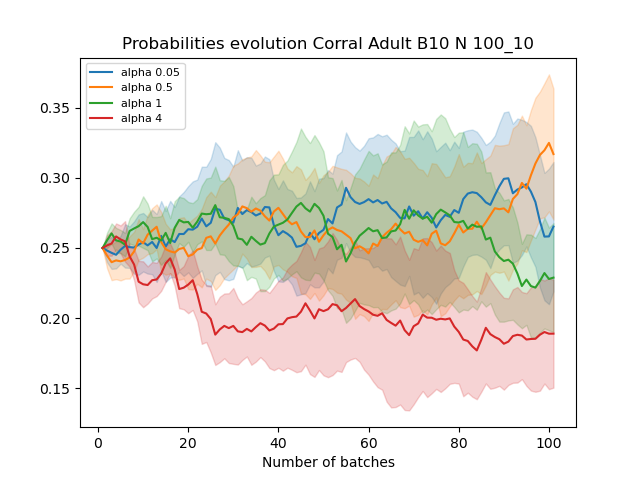 Probabilities evolution Corral Adult B10 N 100_10
alpha 0.05
alpha 0.5
alpha 1
alpha 4
0.35
0.30
0.25
0.20
0.15
0 20 40 60 80 100
Number of batches